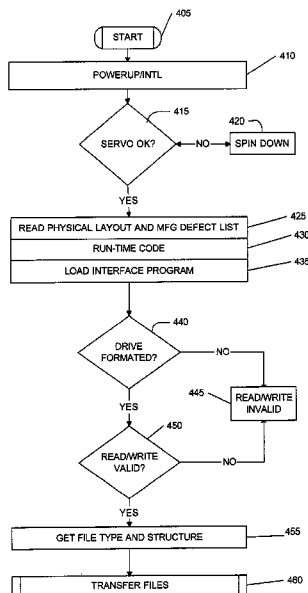 405
START
410
POWERUP/INTL
415
SERVO OK?
420
NO
SPIN DOWN
YES
425
READ PHYSICAL LAYOUT AND MFG DEFECT LIST
430
RUN-TIME CODE
435
LOAD INTERFACE PROGRAM
440
DRIVE
FORMATED?
NO
445
READ/WRITE
INVALID
YES
450
READ/WRITE
VALID?
NO
YES
455
GET FILE TYPE AND STRUCTURE
460
TRANSFER FILES